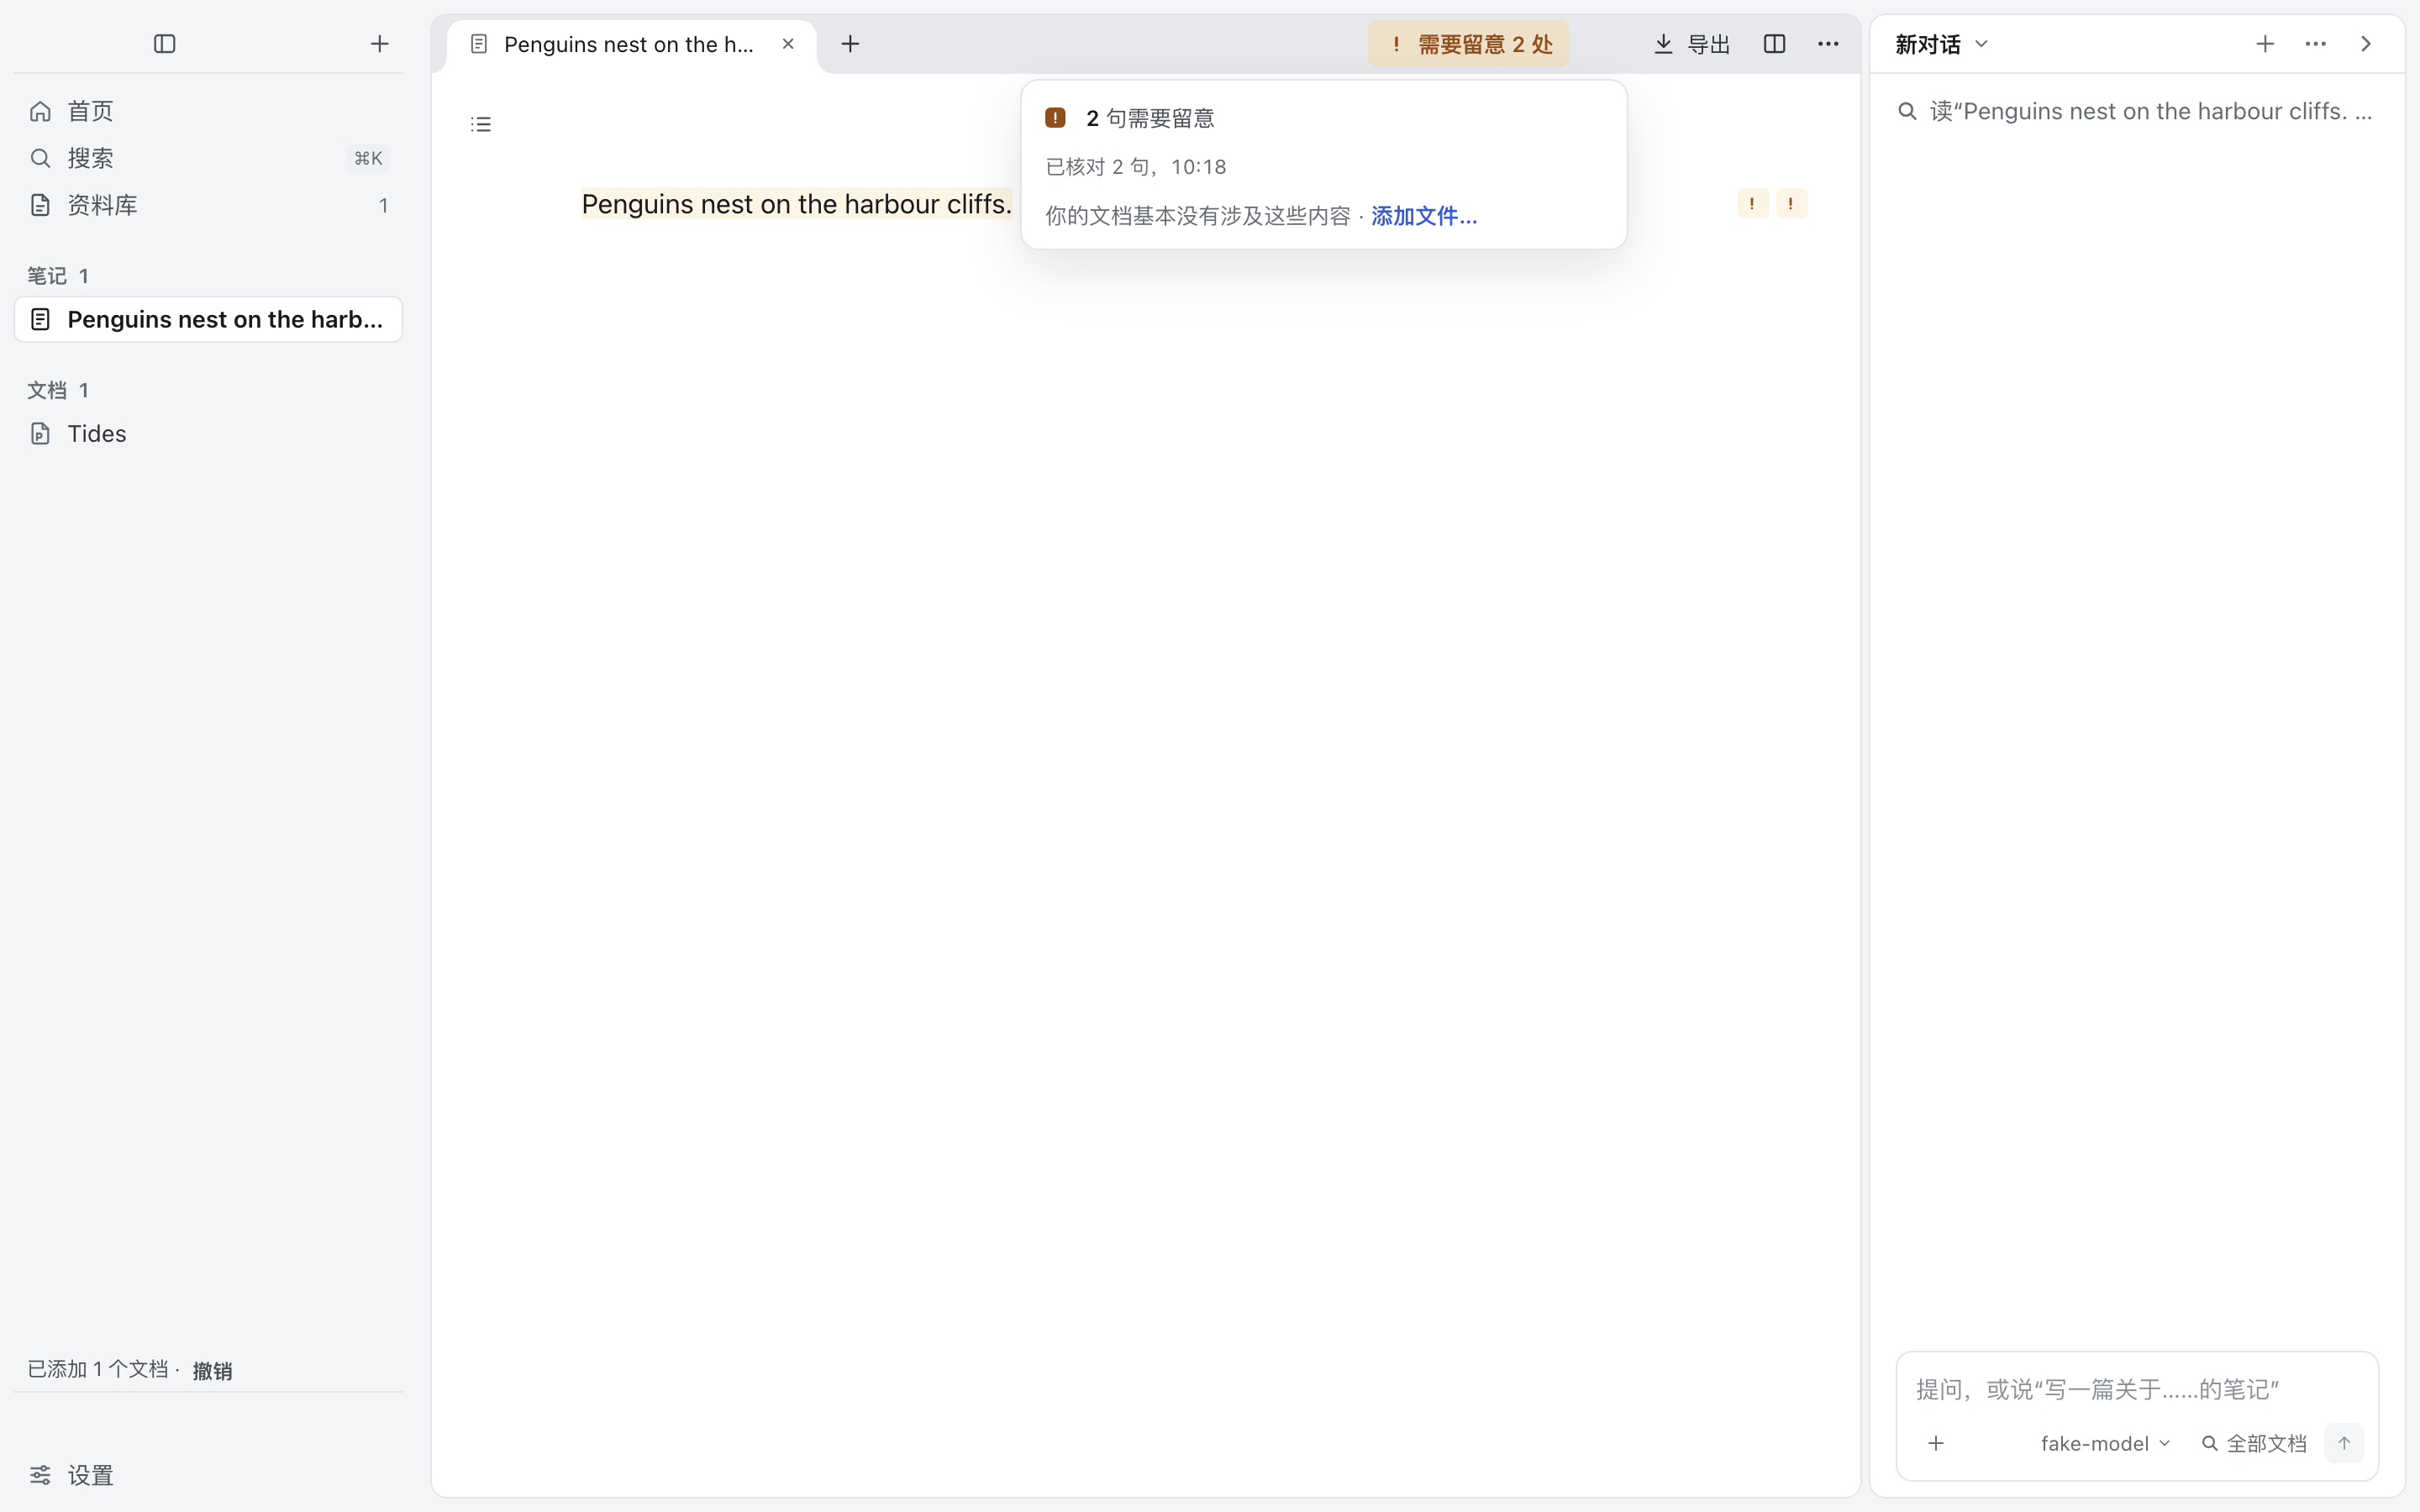 首页
搜索 ⌘K
资料库 1
笔记 1
Penguins nest on the harb...
文档 1
Tides
已添加 1 个文档 · 撤销
设置
Penguins nest on the h...
! 需要留意 2 处
导出
! 2 句需要留意
已核对 2 句，10:18
你的文档基本没有涉及这些内容 · 添加文件...
Penguins nest on the harbour cliffs.
! !
新对话
读“Penguins nest on the harbour cliffs. ...
提问，或说“写一篇关于……的笔记”
fake-model 全部文档